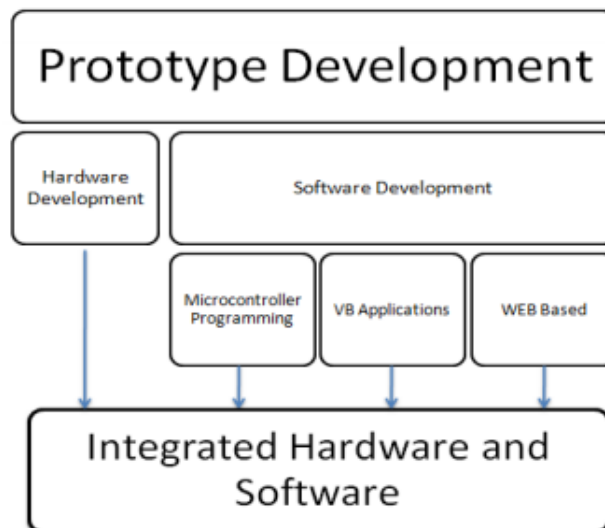 Prototype Development
Hardware
Development
Software Development
Microcontroller
Programming
VB Applications
WEB Based
Integrated Hardware and
Software